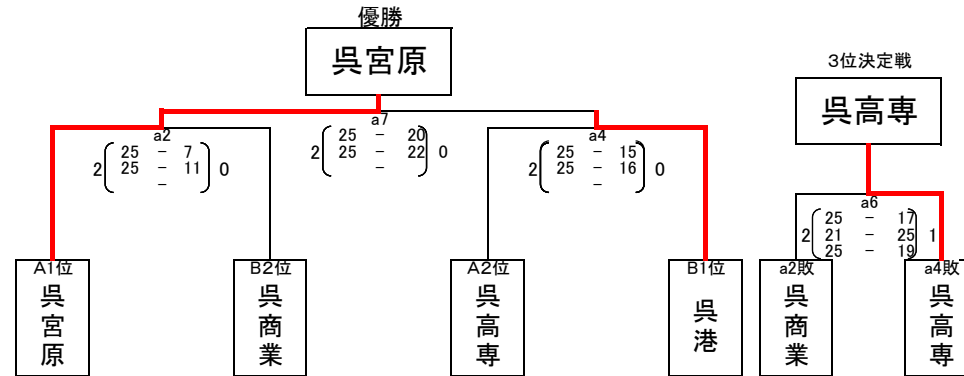 優勝
呉宮原
3位決定戦
呉高専
a2
2 25 - 7 0
25 - 11
-
a7
2 25 - 20 0
25 - 22
-
a4
2 25 - 15 0
25 - 16
-
a6
25 - 17
2 21 - 25 1
25 - 19
A1位
呉宮原
B2位
呉商業
A2位
呉高専
B1位
呉港
a2敗
呉商業
a4敗
呉高専